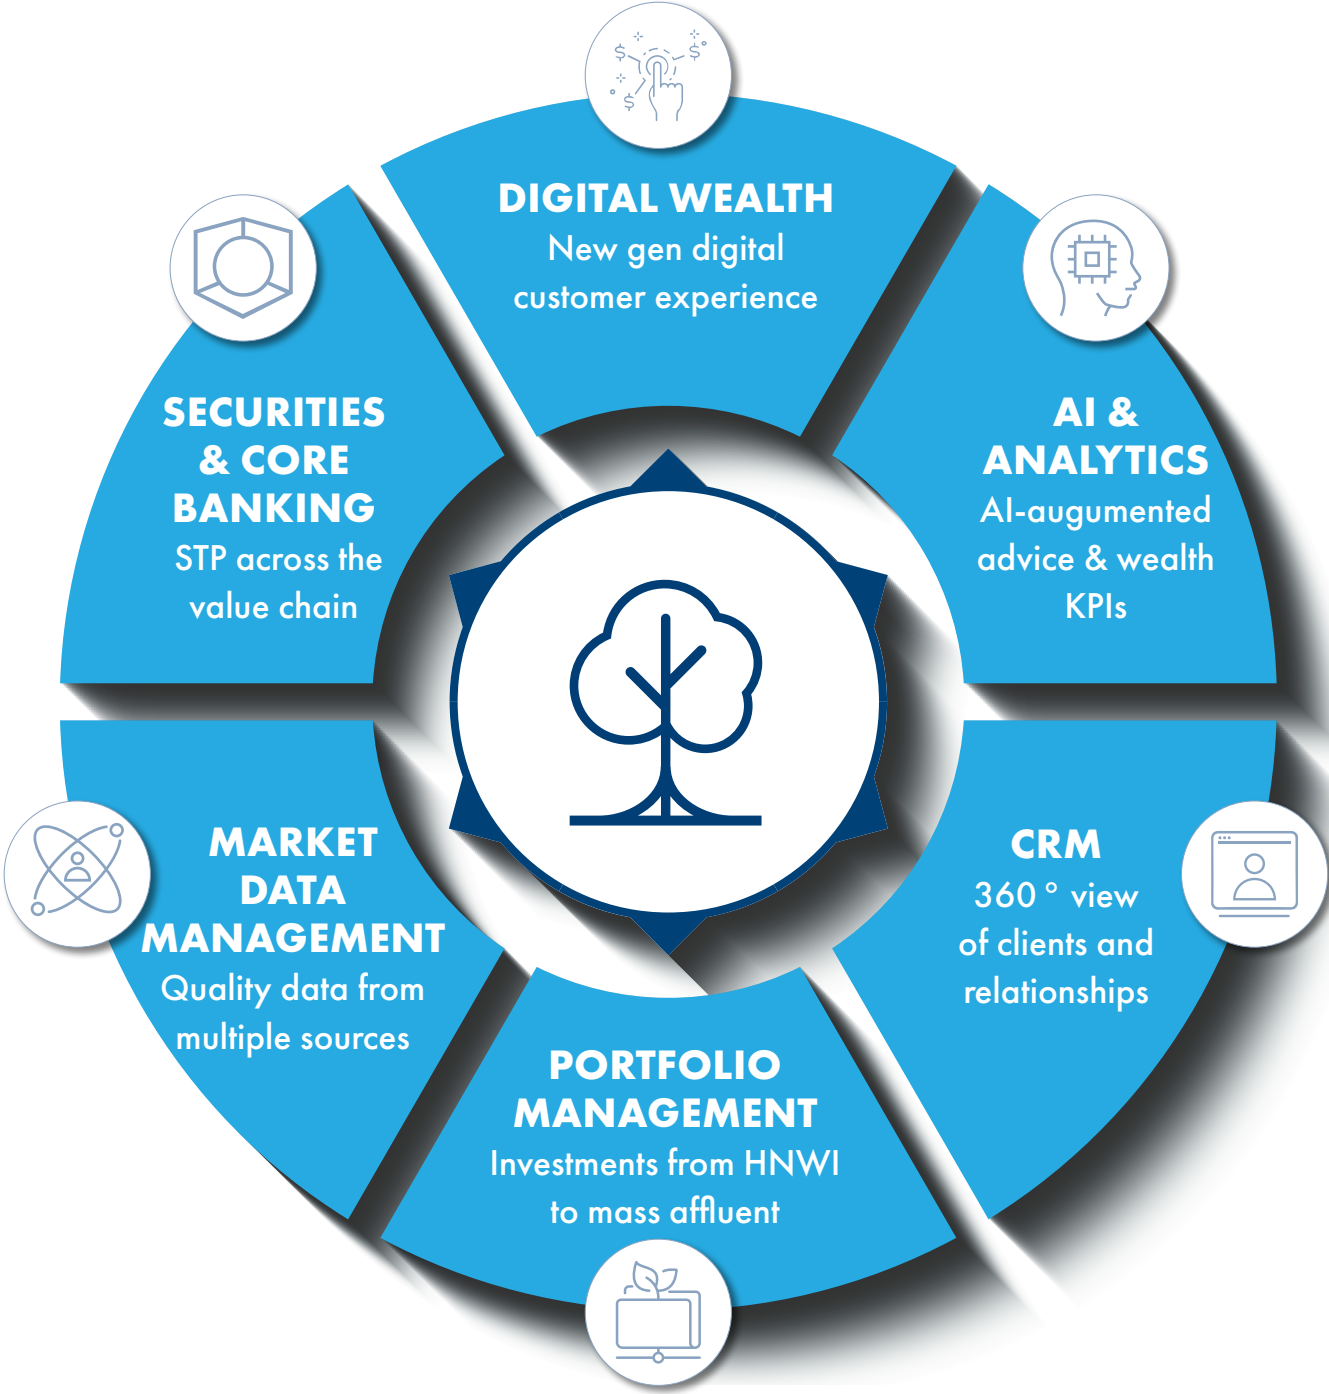 DIGITAL WEALTH
New gen digital
customer experience
AI &
ANALYTICS
AI-augumented
advice & wealth
KPIs
CRM
360° view
of clients and
relationships
PORTFOLIO
MANAGEMENT
Investments from HNWI
to mass affluent
MARKET
DATA
MANAGEMENT
Quality data from
multiple sources
SECURITIES
& CORE
BANKING
STP across the
value chain